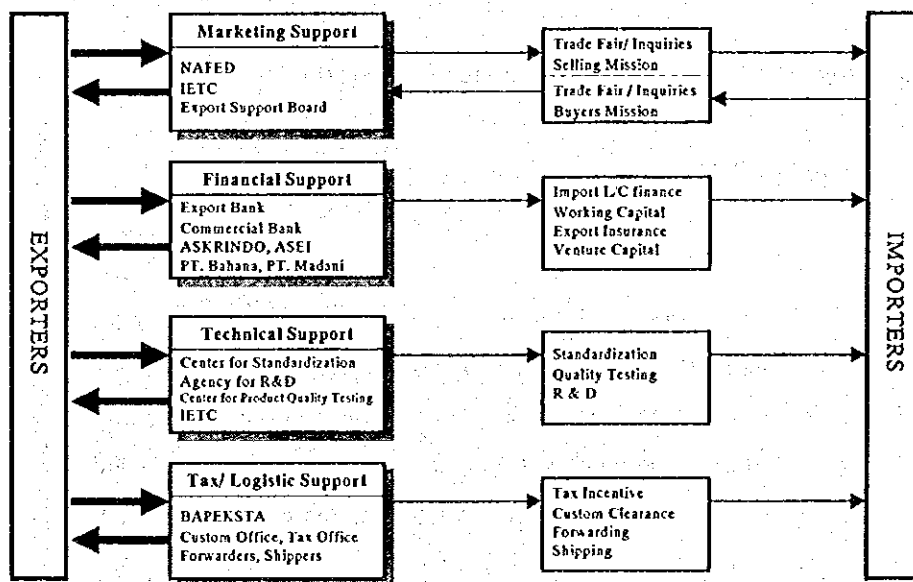 EXPORTERS
Marketing Support
NAFED
IETC
Export Support Board
Trade Fair/ Inquiries
Selling Mission
Trade Fair / Inquiries
Buyers Mission
Financial Support
Export Bank
Commercial Bank
ASKRINDO, ASEI
PT. Bahana, PT. Madani
Import L/C finance
Working Capital
Export Insurance
Venture Capital
Technical Support
Center for Standardization
Agency for R&D
Center for Product Quality Testing
IETC
Standardization
Quality Testing
R & D
Tax/ Logistic Support
BAPEKSTA
Custom Office, Tax Office
Forwarders, Shippers
Tax Incentive
Custom Clearance
Forwarding
Shipping
IMPORTERS